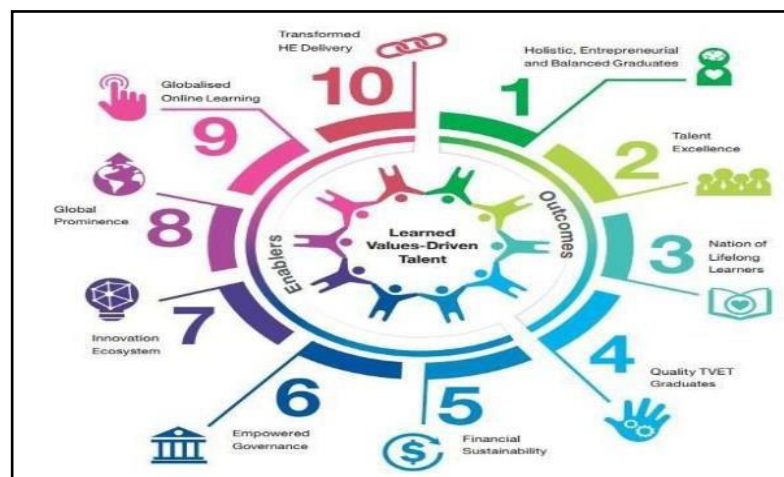 1
Holistic, Entrepreneurial
and Balanced Graduates
2
Talent
Excellence
3
Nation of
Lifelong
Learners
4
Quality TVET
Graduates
5
Financial
Sustainability
6
Empowered
Governance
7
Innovation
Ecosystem
8
Global
Prominence
9
Globalised
Online Learning
10
Transformed
HE Delivery
Learned
Values-Driven
Talent
Outcomes
Enablers
$